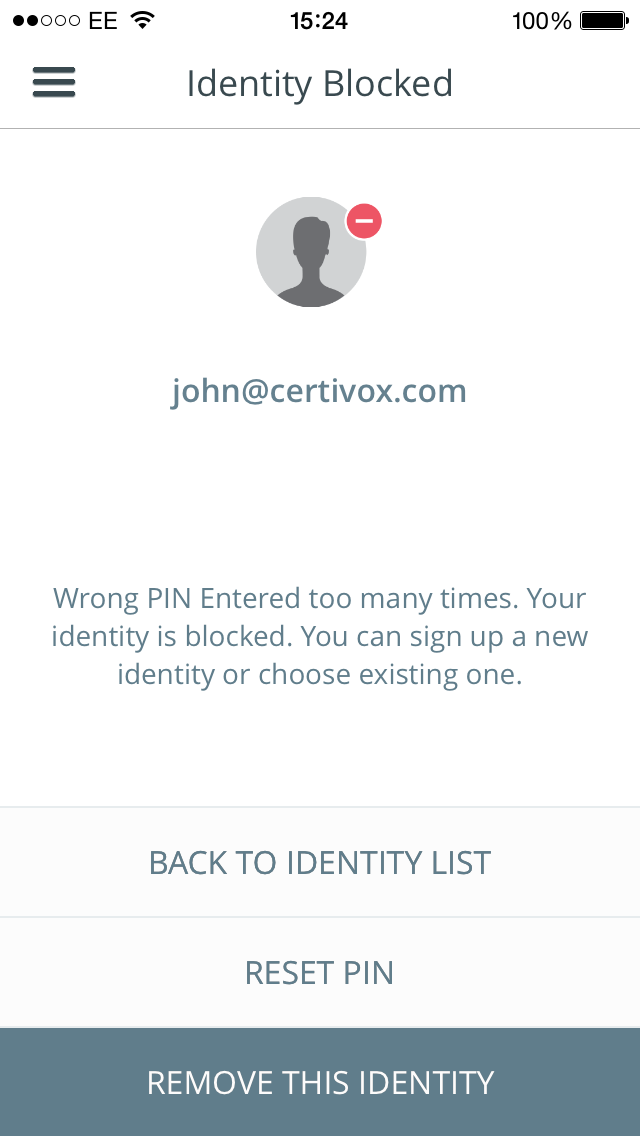 EE 15:24 100%
Identity Blocked
john@certivox.com
Wrong PIN Entered too many times. Your
identity is blocked. You can sign up a new
identity or choose existing one.
BACK TO IDENTITY LIST
RESET PIN
REMOVE THIS IDENTITY